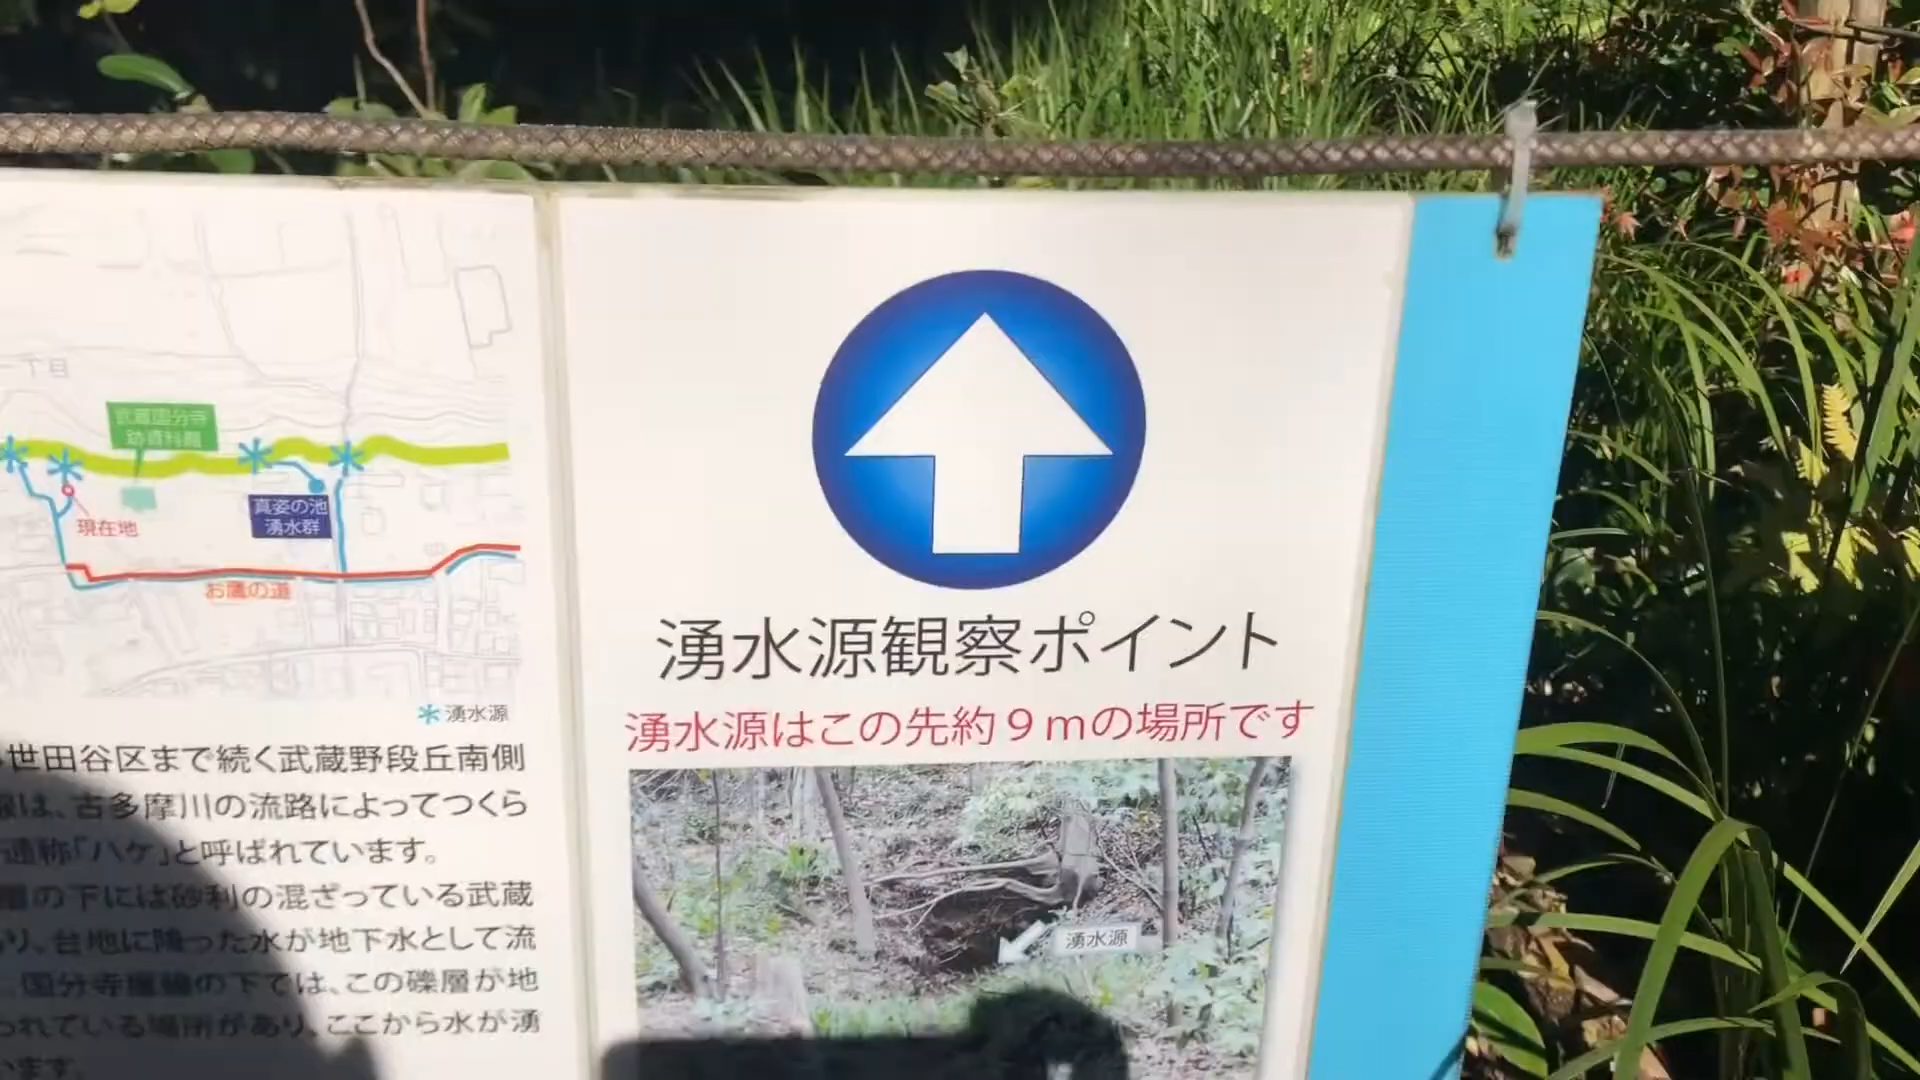 丁目
武蔵国分寺
跡資料館
真姿の池
湧水群
現在地
お鷹の道
湧水源
世田谷区まで続く武蔵野段丘南側
線は、古多摩川の流路によってつくら
通称「ハケ」と呼ばれています。
層の下には砂利の混ざっている武蔵
り、台地に降った水が地下水として流
国分寺崖線の下では、この礫層が地
われている場所があり、ここから水が湧
います。
湧水源観察ポイント
湧水源はこの先約９ｍの場所です
湧水源